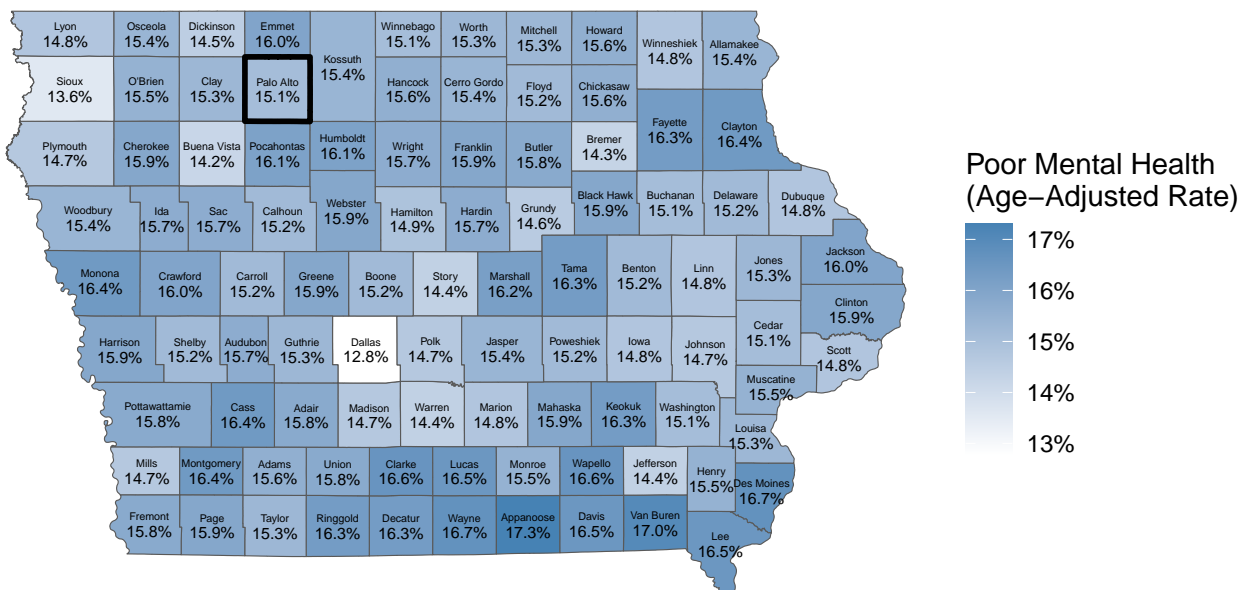 Lyon
14.8%
Osceola
15.4%
Dickinson
14.5%
Emmet
16.0%
Kossuth
15.4%
Winnebago
15.1%
Worth
15.3%
Mitchell
15.3%
Howard
15.6%
Winneshiek
14.8%
Allamakee
15.4%
Sioux
13.6%
O'Brien
15.5%
Clay
15.3%
Palo Alto
15.1%
Hancock
15.6%
Cerro Gordo
15.4%
Floyd
15.2%
Chickasaw
15.6%
Fayette
16.3%
Clayton
16.4%
Plymouth
14.7%
Cherokee
15.9%
Buena Vista
14.2%
Pocahontas
16.1%
Humboldt
16.1%
Wright
15.7%
Franklin
15.9%
Butler
15.8%
Bremer
14.3%
Woodbury
15.4%
Ida
15.7%
Sac
15.7%
Calhoun
15.2%
Webster
15.9%
Hamilton
14.9%
Hardin
15.7%
Grundy
14.6%
Black Hawk
15.9%
Buchanan
15.1%
Delaware
15.2%
Dubuque
14.8%
Monona
16.4%
Crawford
16.0%
Carroll
15.2%
Greene
15.9%
Boone
15.2%
Story
14.4%
Marshall
16.2%
Tama
16.3%
Benton
15.2%
Linn
14.8%
Jones
15.3%
Jackson
16.0%
Clinton
15.9%
Harrison
15.9%
Shelby
15.2%
Audubon
15.7%
Guthrie
15.3%
Dallas
12.8%
Polk
14.7%
Jasper
15.4%
Poweshiek
15.2%
Iowa
14.8%
Johnson
14.7%
Cedar
15.1%
Scott
14.8%
Muscatine
15.5%
Pottawattamie
15.8%
Cass
16.4%
Adair
15.8%
Madison
14.7%
Warren
14.4%
Marion
14.8%
Mahaska
15.9%
Keokuk
16.3%
Washington
15.1%
Louisa
15.3%
Mills
14.7%
Montgomery
16.4%
Adams
15.6%
Union
15.8%
Clarke
16.6%
Lucas
16.5%
Monroe
15.5%
Wapello
16.6%
Jefferson
14.4%
Henry
15.5%
Des Moines
16.7%
Fremont
15.8%
Page
15.9%
Taylor
15.3%
Ringgold
16.3%
Decatur
16.3%
Wayne
16.7%
Appanoose
17.3%
Davis
16.5%
Van Buren
17.0%
Lee
16.5%
Poor Mental Health
(Age−Adjusted Rate)
17%
16%
15%
14%
13%